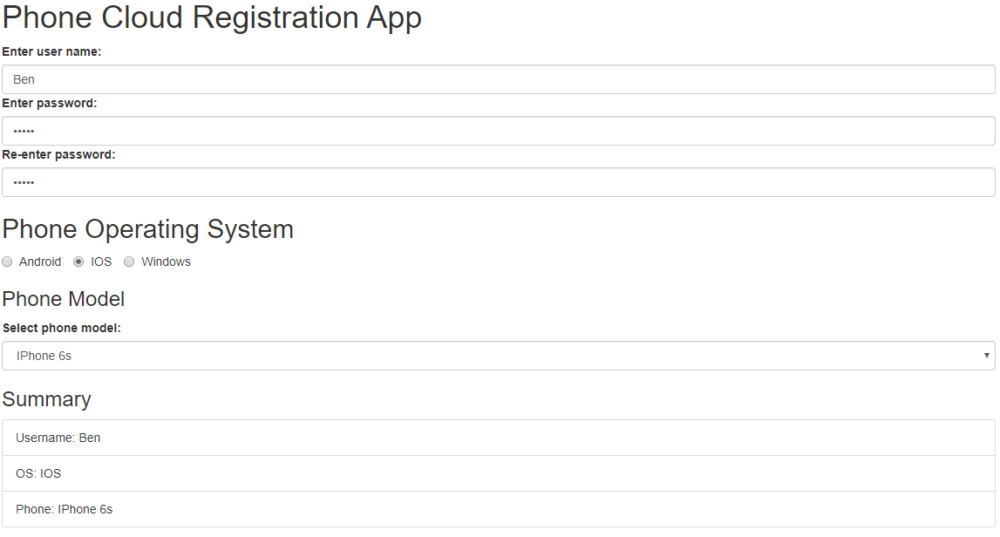 Phone Cloud Registration App
Enter user name:
Ben
Enter password:
•••••
Re-enter password:
•••••
Phone Operating System
Android IOS Windows
Phone Model
Select phone model:
IPhone 6s
Summary
Username: Ben
OS: IOS
Phone: IPhone 6s